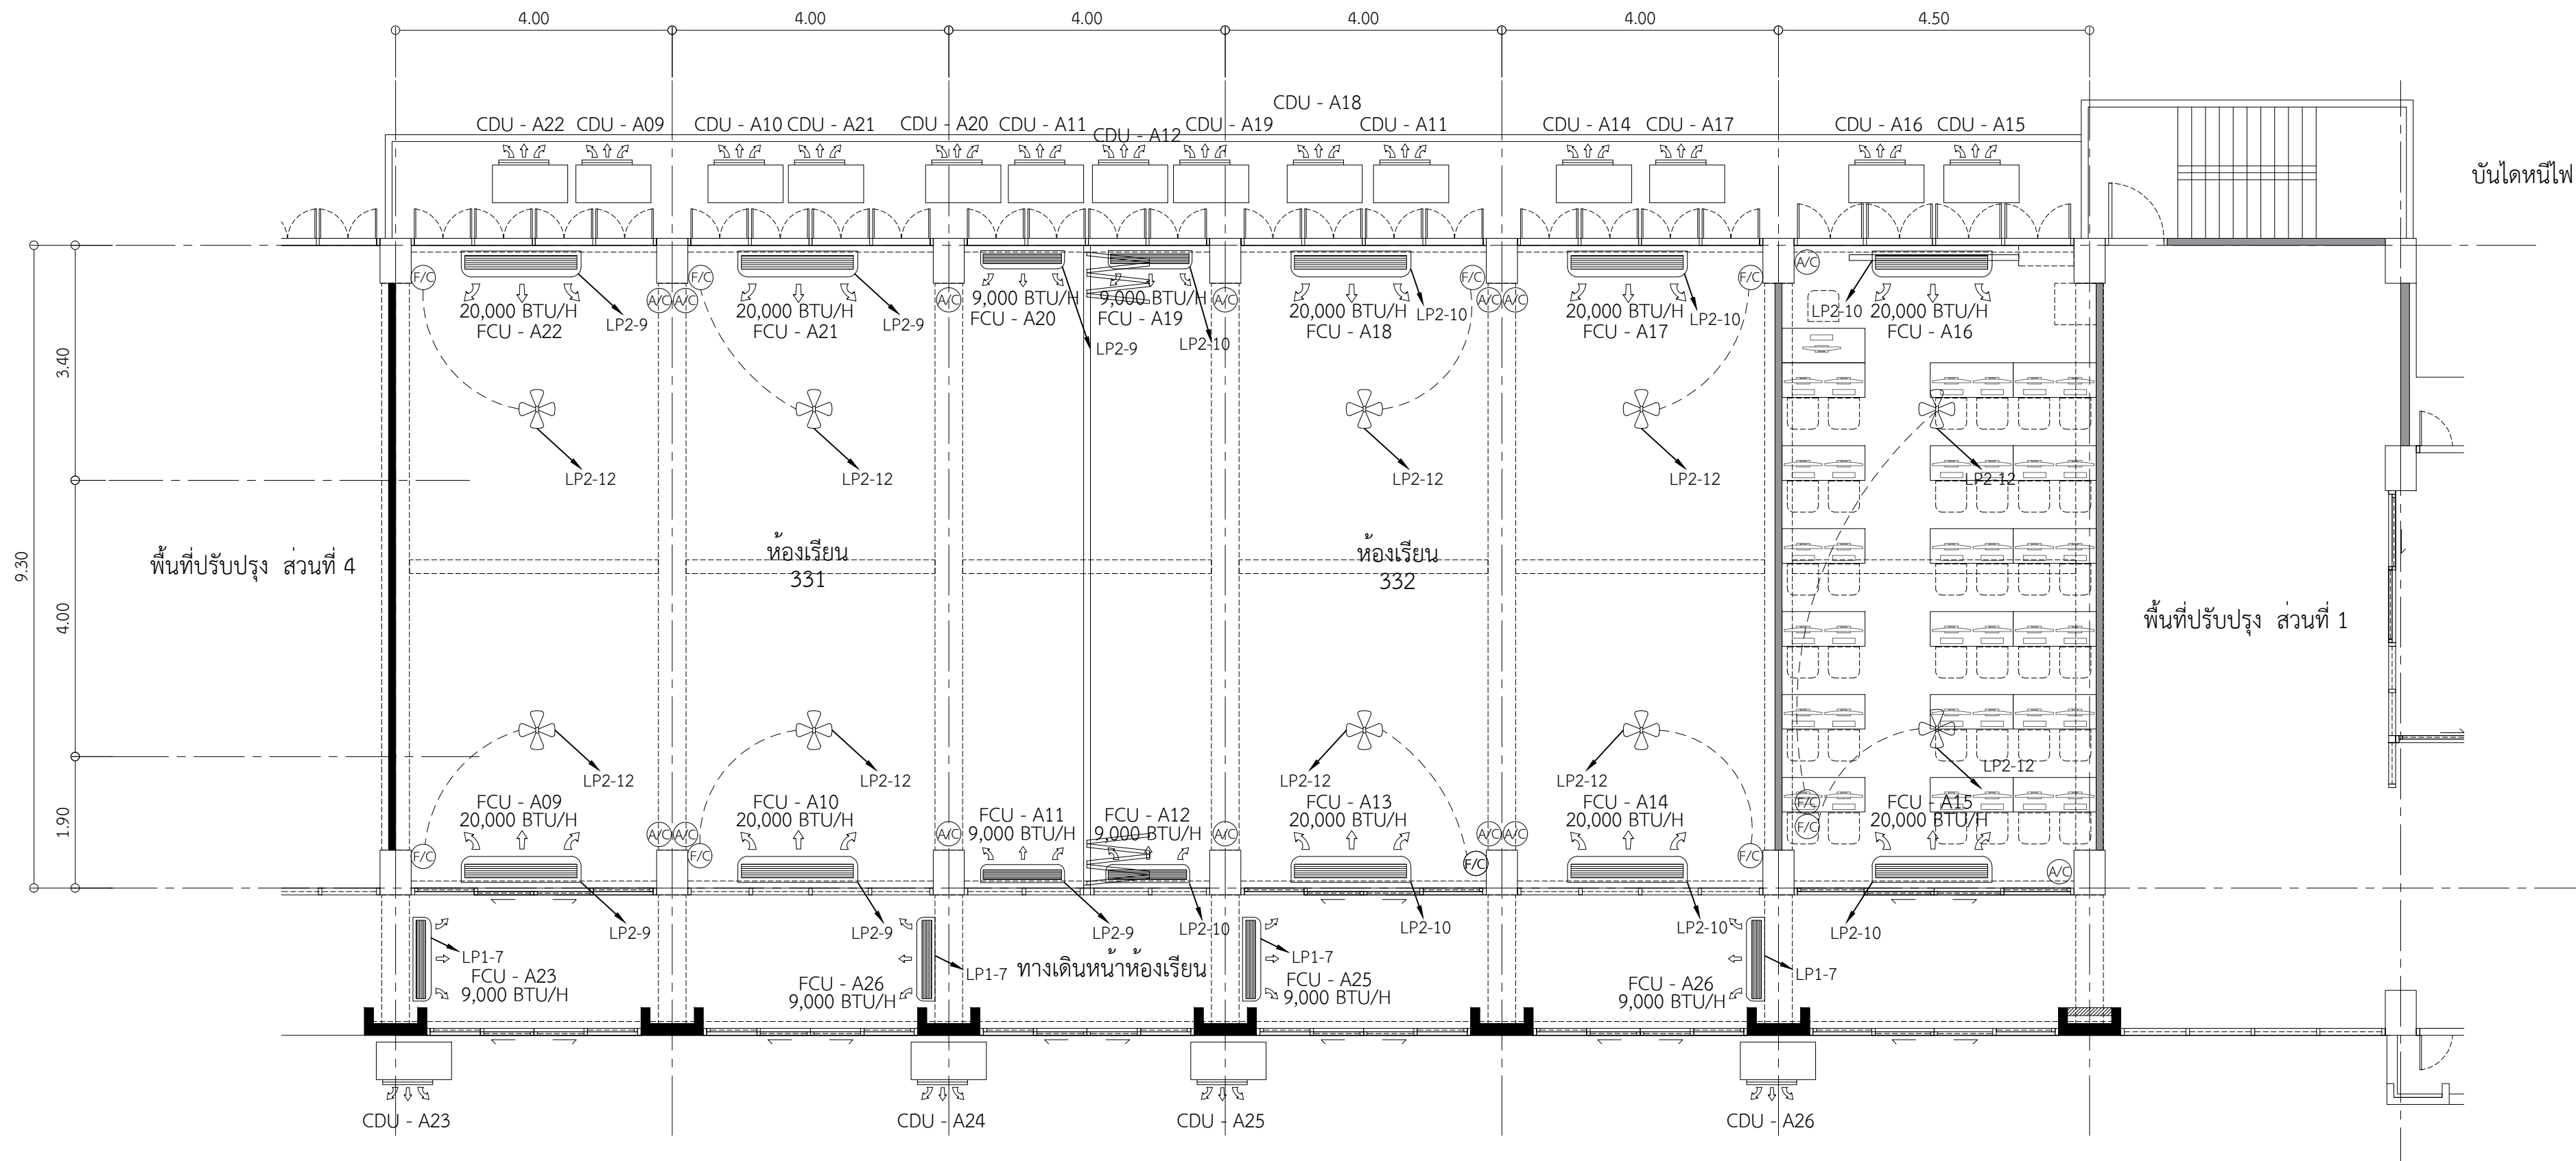 4.00
4.00
4.00
4.00
4.00
4.50
CDU - A18
CDU - A22
CDU - A09
CDU - A10
CDU - A21
CDU - A20
CDU - A11
CDU - A12
CDU - A19
CDU - A11
CDU - A14
CDU - A17
CDU - A16
CDU - A15
บันไดหนีไฟ
F/C
F/C
F/C
F/C
A/C
A/C
A/C
A/C
A/C
A/C
A/C
20,000 BTU/H
FCU - A22
LP2-9
20,000 BTU/H
FCU - A21
LP2-9
9,000 BTU/H
FCU - A20
LP2-9
9,000 BTU/H
FCU - A19
LP2-10
20,000 BTU/H
FCU - A18
LP2-10
20,000 BTU/H
FCU - A17
LP2-10
LP2-10
20,000 BTU/H
FCU - A16
3.40
9.30
4.00
1.90
LP2-12
LP2-12
LP2-12
LP2-12
LP2-12
พื้นที่ปรับปรุง ส่วนที่ 4
ห้องเรียน
331
ห้องเรียน
332
พื้นที่ปรับปรุง ส่วนที่ 1
LP2-12
LP2-12
LP2-12
LP2-12
LP2-12
FCU - A09
20,000 BTU/H
FCU - A10
20,000 BTU/H
FCU - A11
9,000 BTU/H
FCU - A12
9,000 BTU/H
FCU - A13
20,000 BTU/H
FCU - A14
20,000 BTU/H
FCU - A15
20,000 BTU/H
F/C
F/C
A/C
A/C
A/C
A/C
A/C
A/C
F/C
F/C
F/C
F/C
A/C
LP2-9
LP2-9
LP2-9
LP2-10
LP2-10
LP2-10
LP2-10
LP1-7
FCU - A23
9,000 BTU/H
LP1-7
FCU - A26
9,000 BTU/H
ทางเดินหน้าห้องเรียน
LP1-7
FCU - A25
9,000 BTU/H
LP1-7
FCU - A26
9,000 BTU/H
CDU - A23
CDU - A24
CDU - A25
CDU - A26